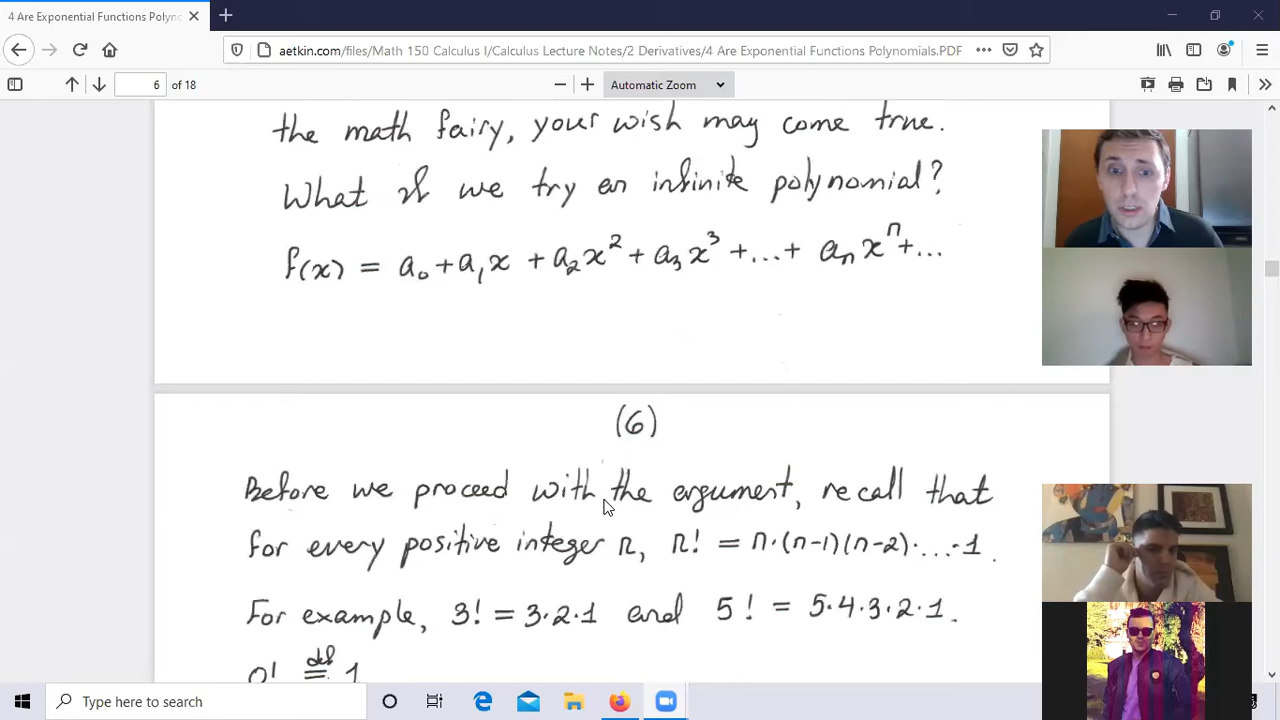 4 Are Exponential Functions Polync
aetkin.com/files/Math 150 Calculus I/Calculus Lecture Notes/2 Derivatives/4 Are Exponential Functions Polynomials.PDF
6 of 18
Automatic Zoom
the math fairy, your wish may come true.
What if we try an infinite polynomial?
f(x) = a₀ + a₁x + a₂x² + a₃x³ + ... + aₙxⁿ + ...
(6)
Before we proceed with the argument, recall that
for every positive integer n, n! = n·(n-1)(n-2)·...·1.
For example, 3! = 3·2·1 and 5! = 5·4·3·2·1.
0! def= 1
Type here to search